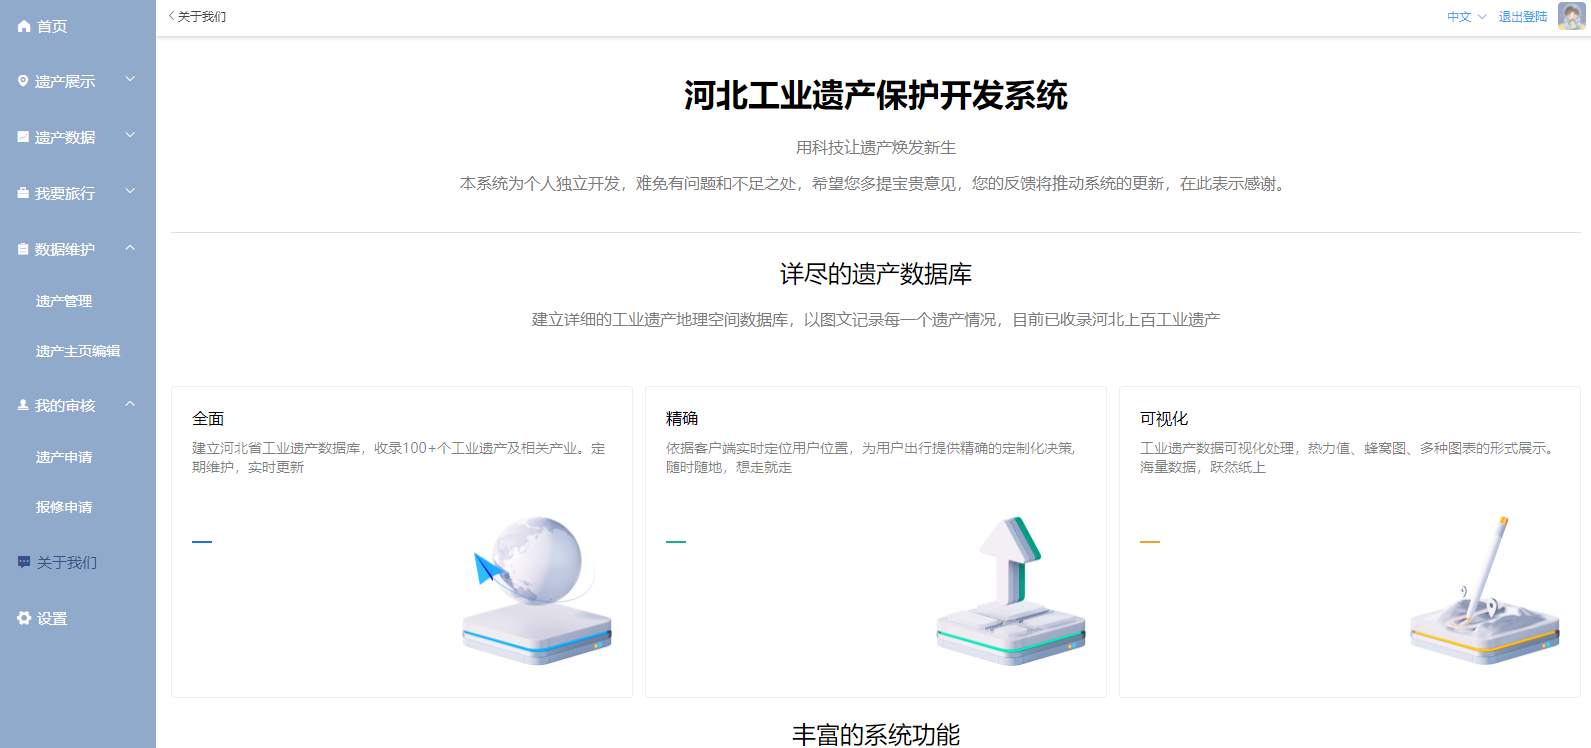 首页
遗产展示
遗产数据
我要旅行
数据维护
遗产管理
遗产主页编辑
我的审核
遗产申请
报修申请
关于我们
设置
关于我们
中文
退出登陆
河北工业遗产保护开发系统
用科技让遗产焕发新生
本系统为个人独立开发，难免有问题和不足之处，希望您多提宝贵意见，您的反馈将推动系统的更新，在此表示感谢。
详尽的遗产数据库
建立详细的工业遗产地理空间数据库，以图文记录每一个遗产情况，目前已收录河北上百工业遗产
全面
建立河北省工业遗产数据库，收录100+个工业遗产及相关产业。定
期维护，实时更新
精确
依据客户端实时定位用户位置，为用户出行提供精确的定制化决策，
随时随地，想走就走
可视化
工业遗产数据可视化处理，热力值、蜂窝图、多种图表的形式展示。
海量数据，跃然纸上
丰富的系统功能